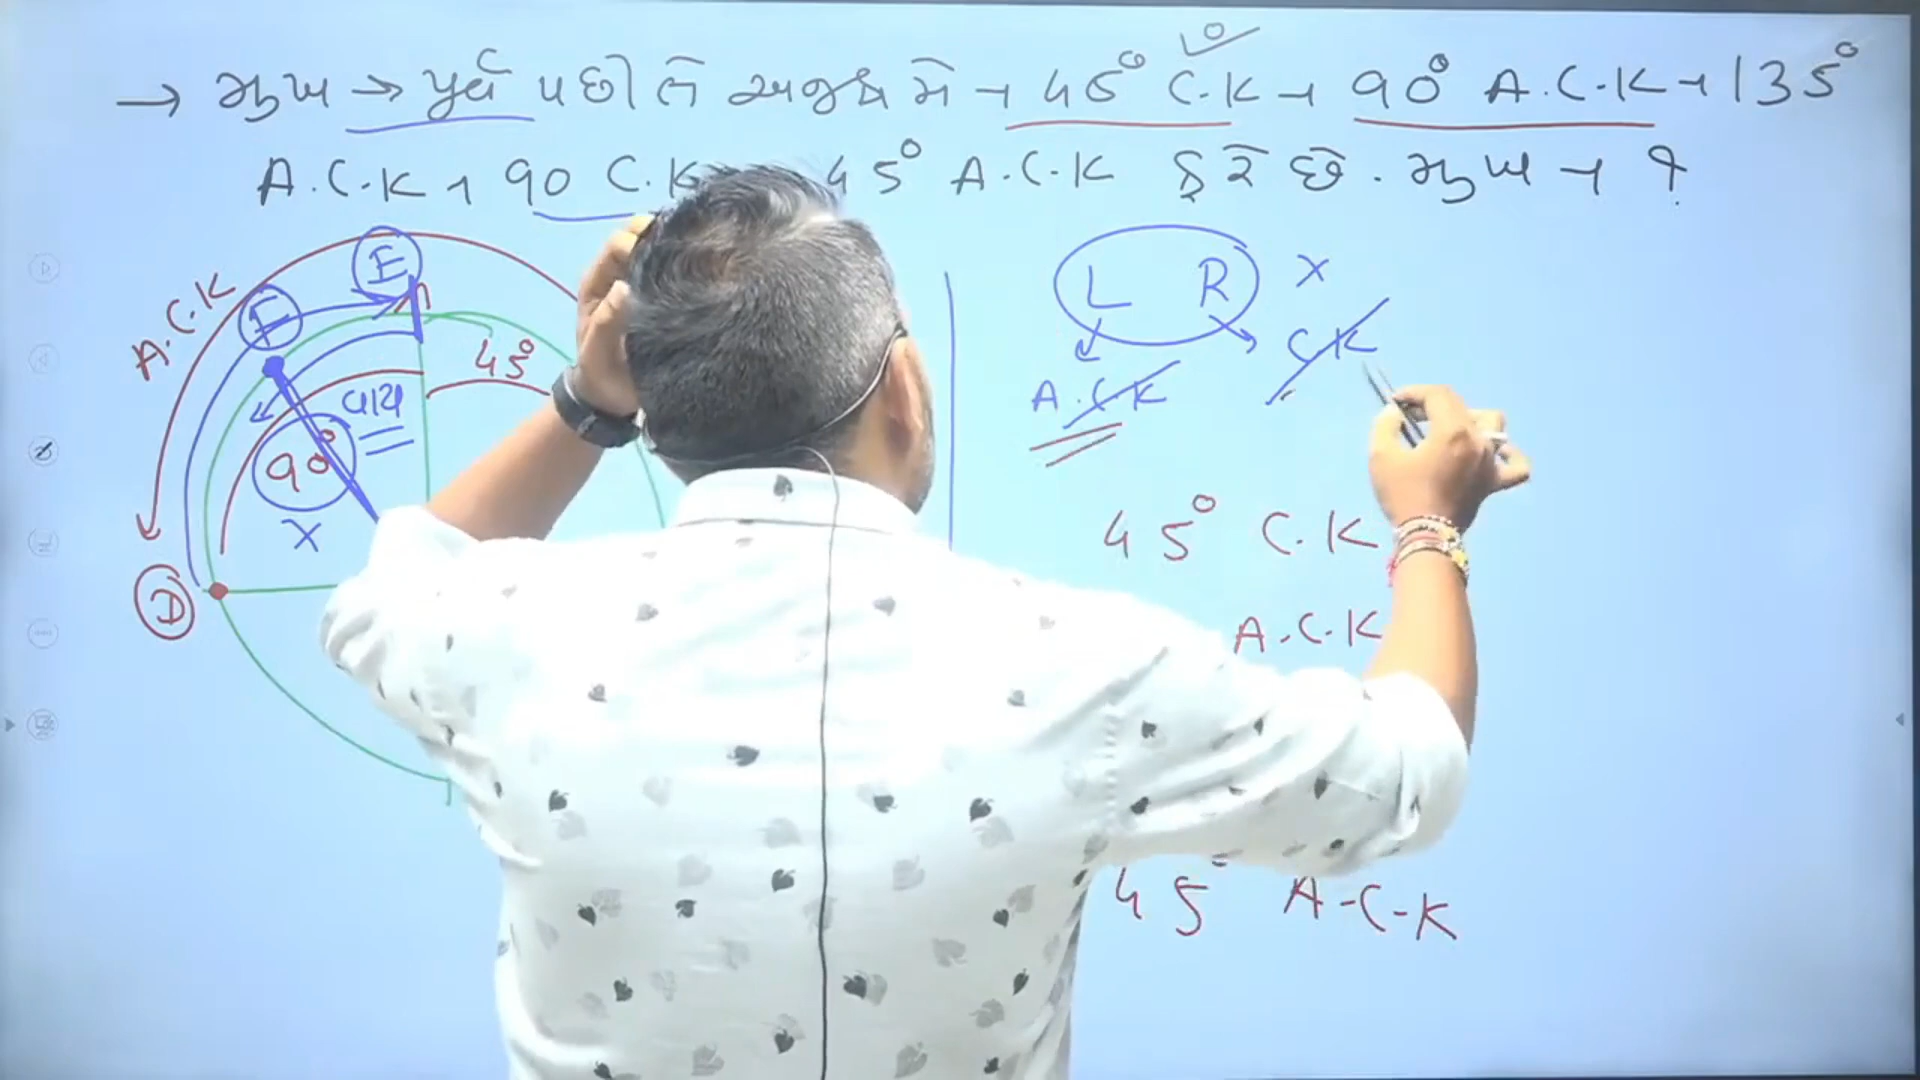 → મુખ → પૂર્વ પછી તે અનુક્રમે → 45° C.K → 90° A.C.K → 135°
A.C.K → 90 C.K 45° A.C.K ફરે છે. મુખ → ?
E
L R X
A.C.K E
45° C.K
A.C.K
90°
X
45° C.K
D
A.C.K
45° A-C-K